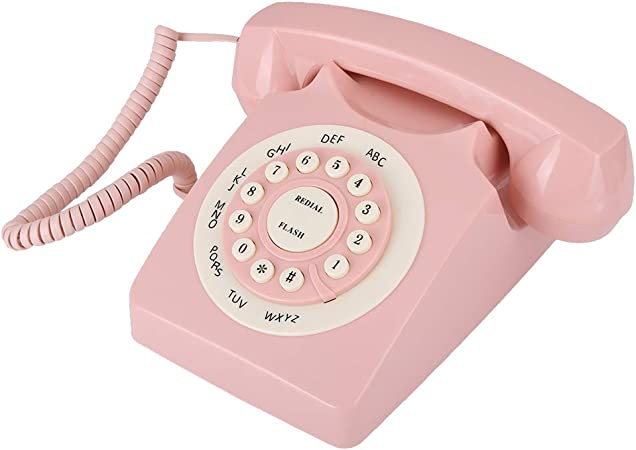 DEF
ABC
GHI
JKL
MNO
PQRS
TUV
WXYZ
6
5
4
7
3
8
2
9
1
0
*
#
REDIAL
FLASH